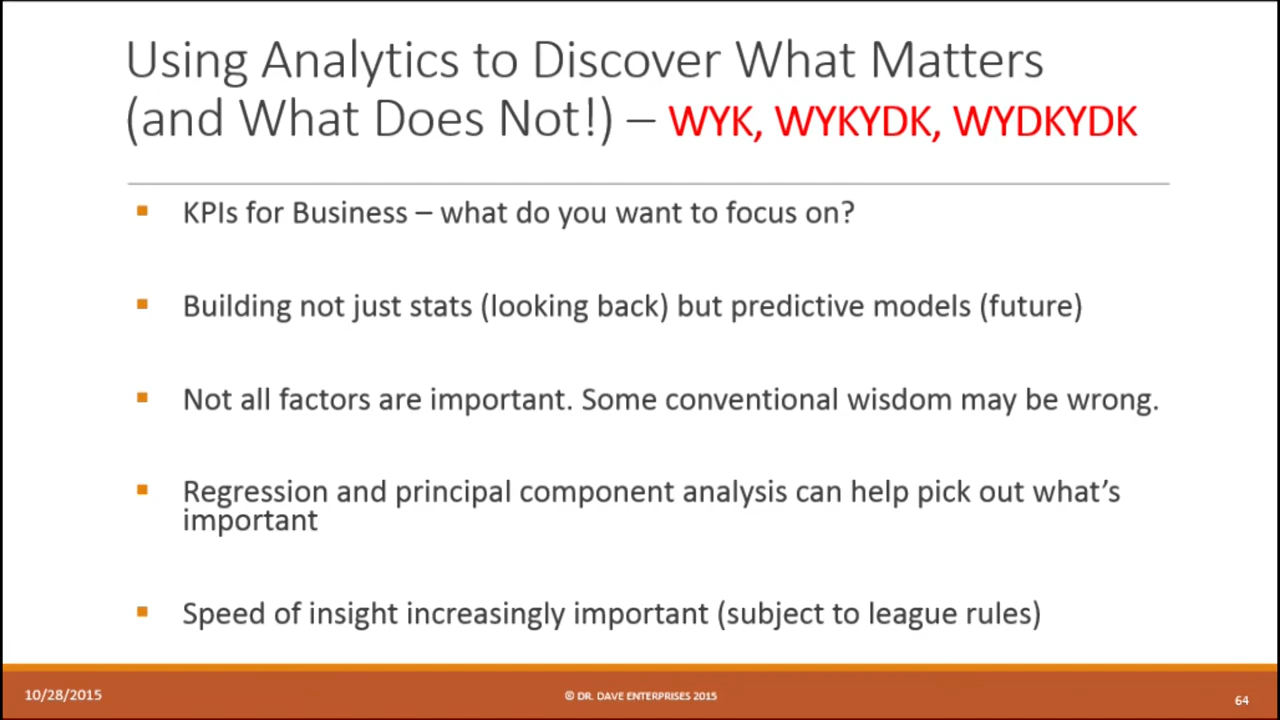 Using Analytics to Discover What Matters
(and What Does Not!) – WYK, WYKYDK, WYDKYDK
KPIs for Business – what do you want to focus on?
Building not just stats (looking back) but predictive models (future)
Not all factors are important. Some conventional wisdom may be wrong.
Regression and principal component analysis can help pick out what's
important
Speed of insight increasingly important (subject to league rules)
10/28/2015
© DR. DAVE ENTERPRISES 2015
64